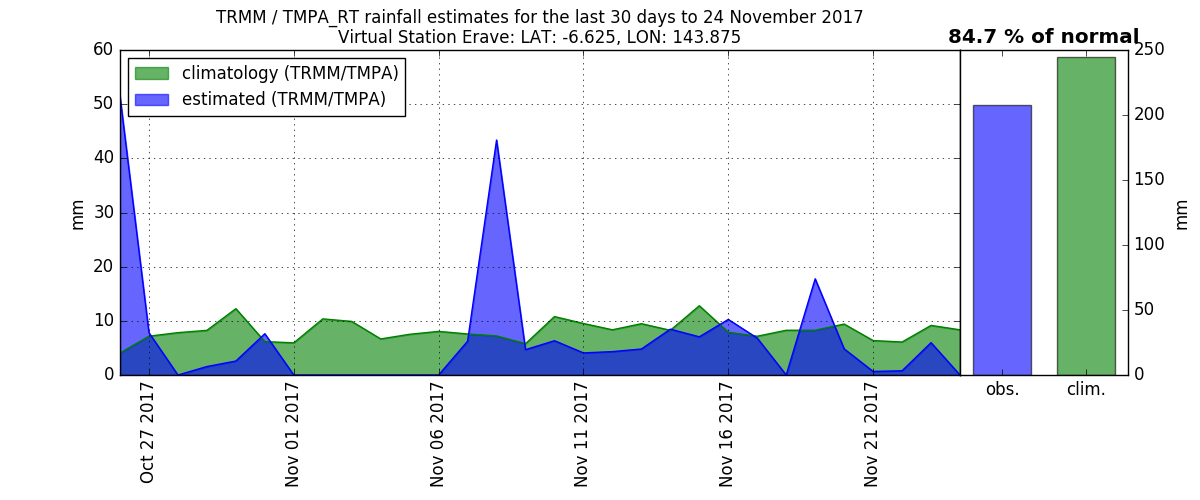 TRMM / TMPA_RT rainfall estimates for the last 30 days to 24 November 2017
Virtual Station Erave: LAT: -6.625, LON: 143.875
84.7 % of normal
climatology (TRMM/TMPA)
estimated (TRMM/TMPA)
60
50
40
30
20
10
0
mm
Oct 27 2017
Nov 01 2017
Nov 06 2017
Nov 11 2017
Nov 16 2017
Nov 21 2017
obs.
clim.
250
200
150
100
50
0
mm